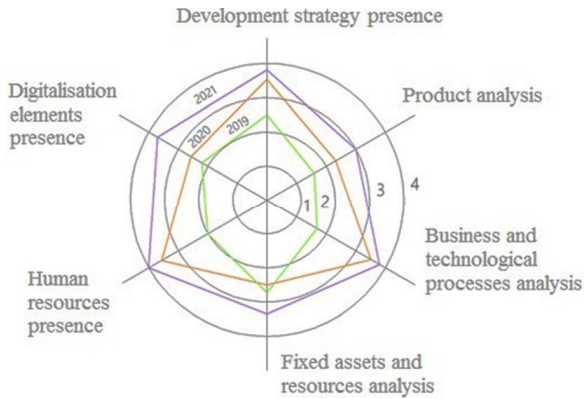 Development strategy presence
Digitalisation
elements
presence
Product analysis
2021
2020
2019
1 2 3 4
Business and
technological
processes analysis
Human
resources
presence
Fixed assets and
resources analysis